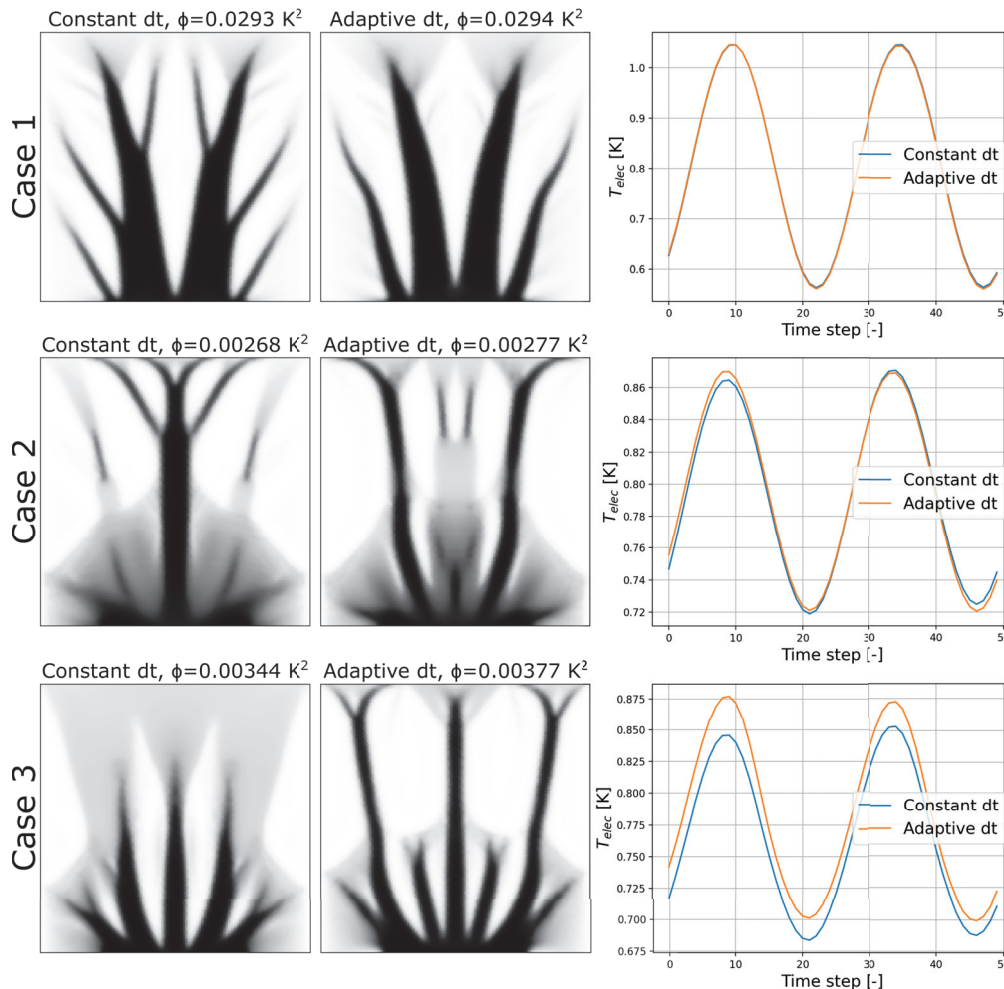 Constant dt, ϕ=0.0293 K²
Adaptive dt, ϕ=0.0294 K²
Case 1
T_elec [K]
1.0
0.9
0.8
0.7
0.6
Constant dt
Adaptive dt
0 10 20 30 40 5
Time step [-]
Constant dt, ϕ=0.00268 K²
Adaptive dt, ϕ=0.00277 K²
Case 2
T_elec [K]
0.86
0.84
0.82
0.80
0.78
0.76
0.74
0.72
Constant dt
Adaptive dt
0 10 20 30 40 5
Time step [-]
Constant dt, ϕ=0.00344 K²
Adaptive dt, ϕ=0.00377 K²
Case 3
T_elec [K]
0.875
0.850
0.825
0.800
0.775
0.750
0.725
0.700
0.675
Constant dt
Adaptive dt
0 10 20 30 40 5
Time step [-]